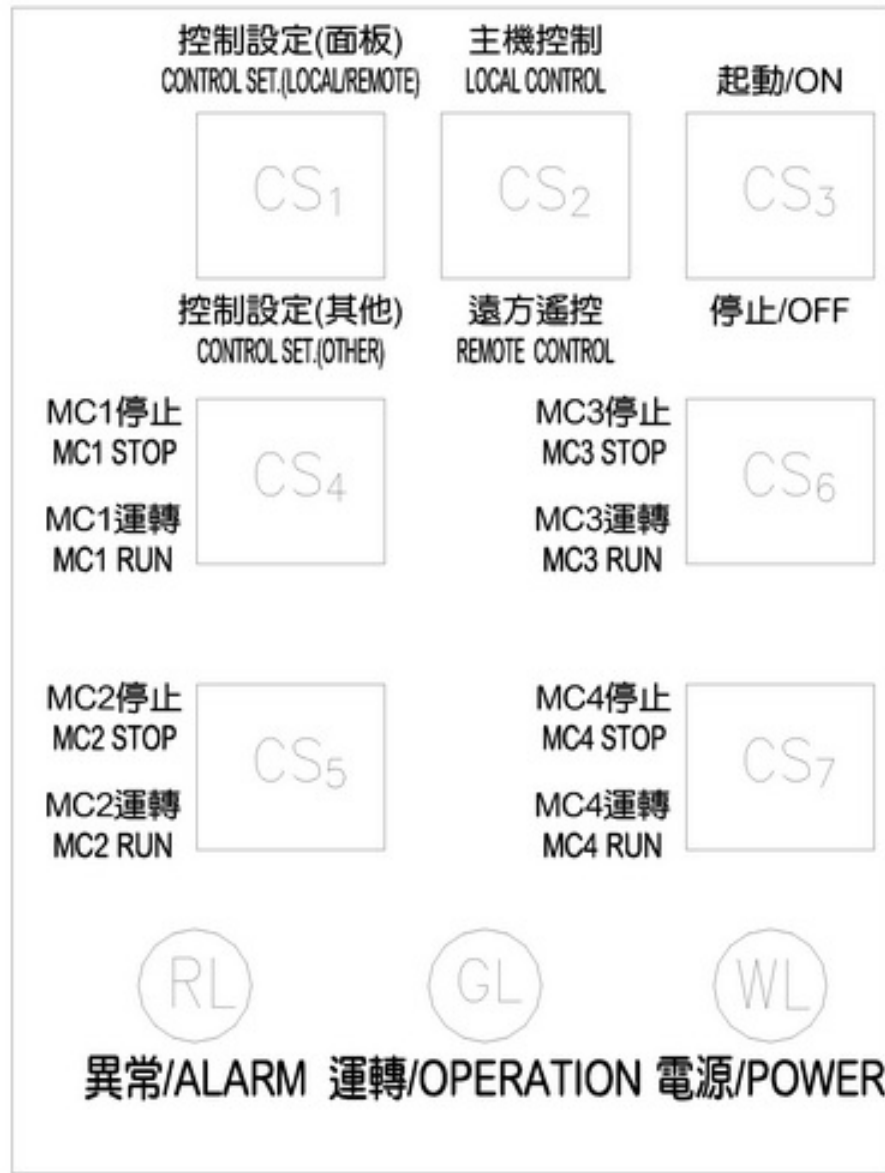 控制設定(面板)
CONTROL SET.(LOCAL/REMOTE)
主機控制
LOCAL CONTROL
起動/ON
CS1
CS2
CS3
控制設定(其他)
CONTROL SET.(OTHER)
遠方遙控
REMOTE CONTROL
停止/OFF
MC1停止
MC1 STOP
CS4
MC1運轉
MC1 RUN
MC3停止
MC3 STOP
CS6
MC3運轉
MC3 RUN
MC2停止
MC2 STOP
CS5
MC2運轉
MC2 RUN
MC4停止
MC4 STOP
CS7
MC4運轉
MC4 RUN
RL
GL
WL
異常/ALARM
運轉/OPERATION
電源/POWER